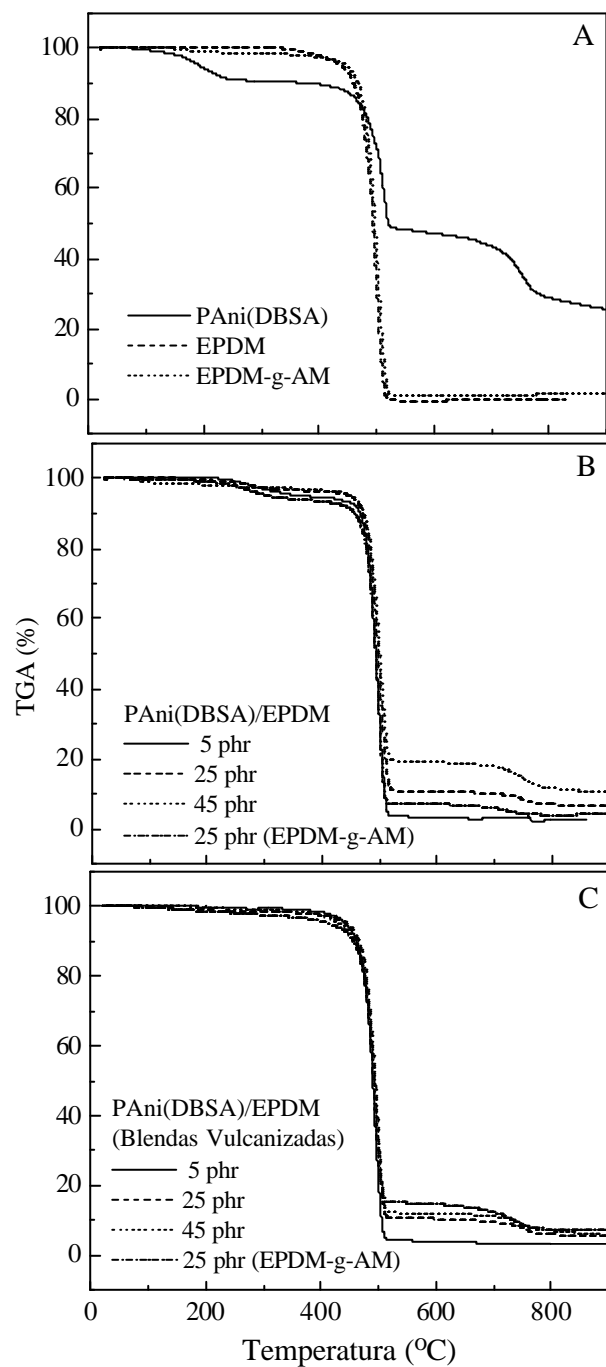 A
100
80
60
40
20
0
PAni(DBSA)
EPDM
EPDM-g-AM
B
100
80
60
40
20
0
TGA (%)
PAni(DBSA)/EPDM
5 phr
25 phr
45 phr
25 phr (EPDM-g-AM)
C
100
80
60
40
20
0
PAni(DBSA)/EPDM
(Blendas Vulcanizadas)
5 phr
25 phr
45 phr
25 phr (EPDM-g-AM)
0 200 400 600 800
Temperatura (°C)